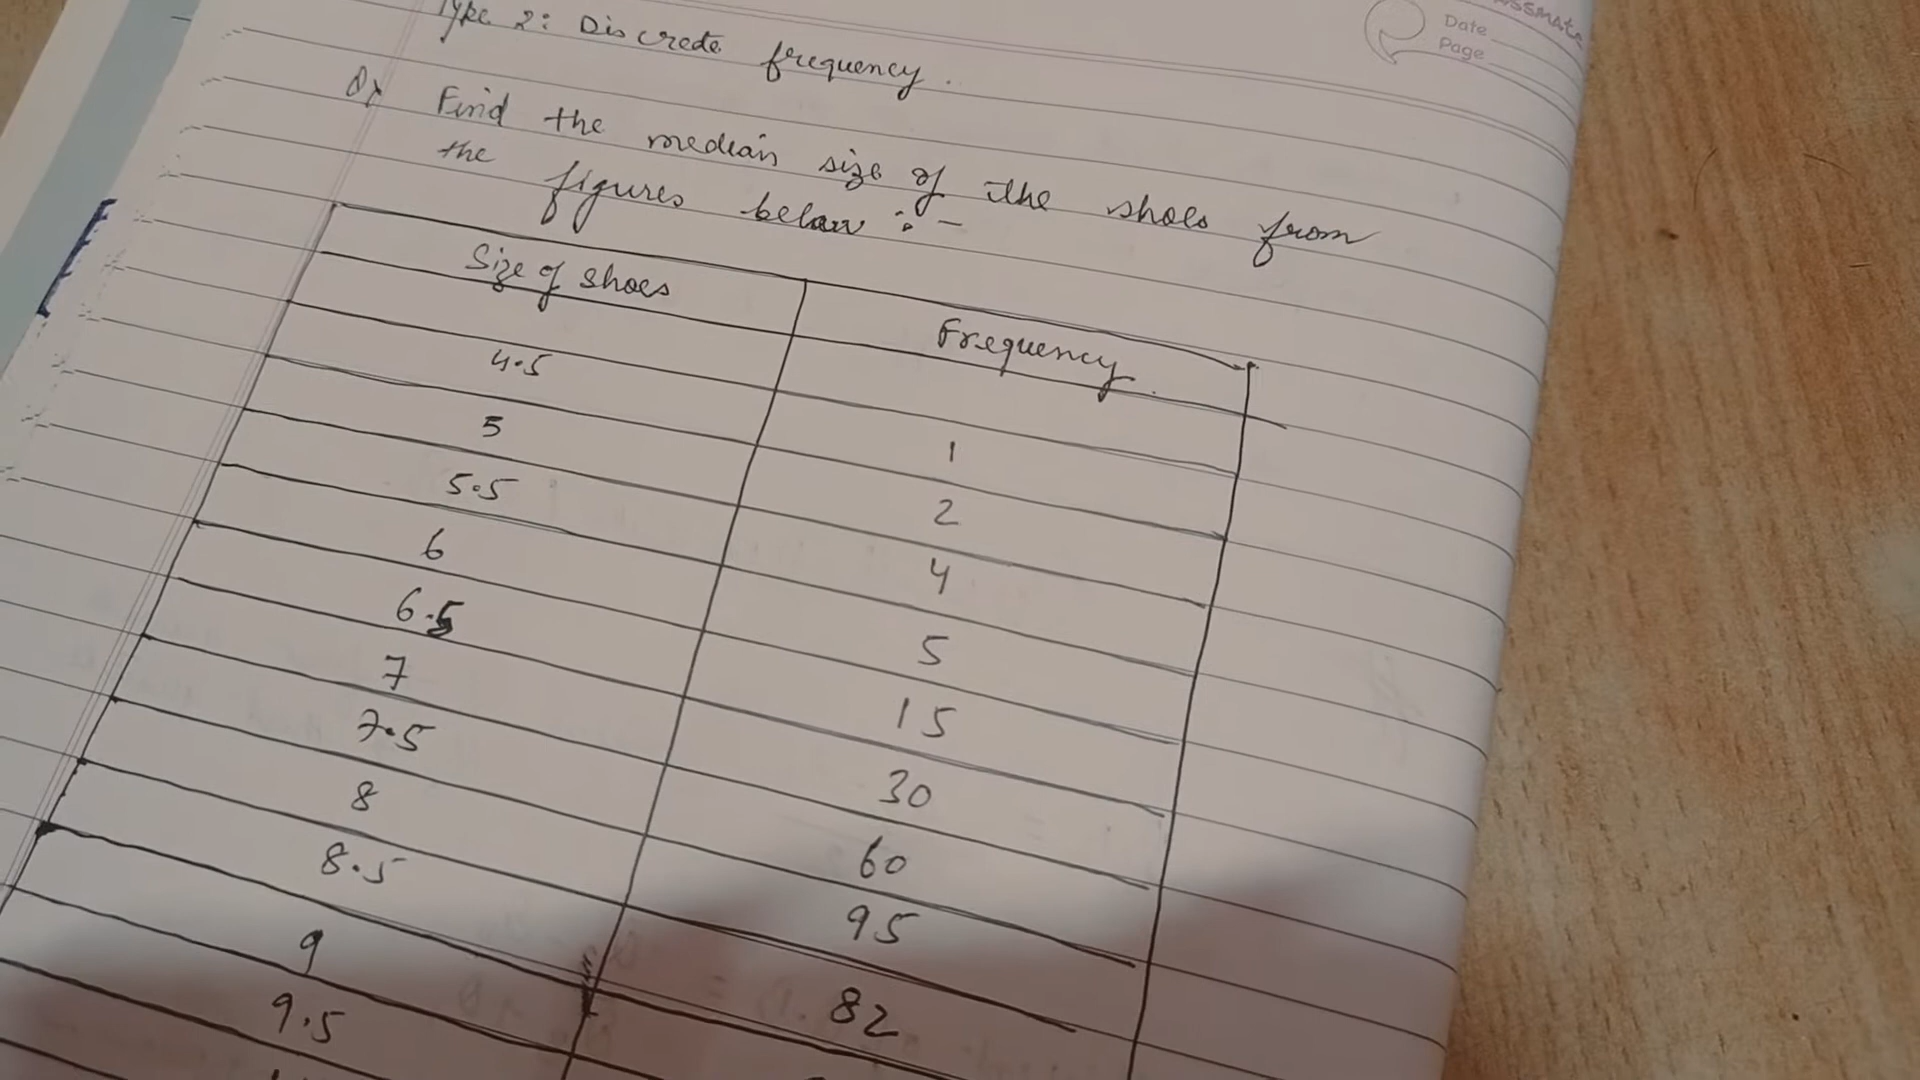 Type 2: Discrete frequency.
Q> Find the median size of the shoes from
the figures below :-
Size of shoes Frequency.
4.5 1
5 2
5.5 4
6 5
6.5 15
7 30
7.5 60
8 95
8.5 82
9
9.5
Date
Page